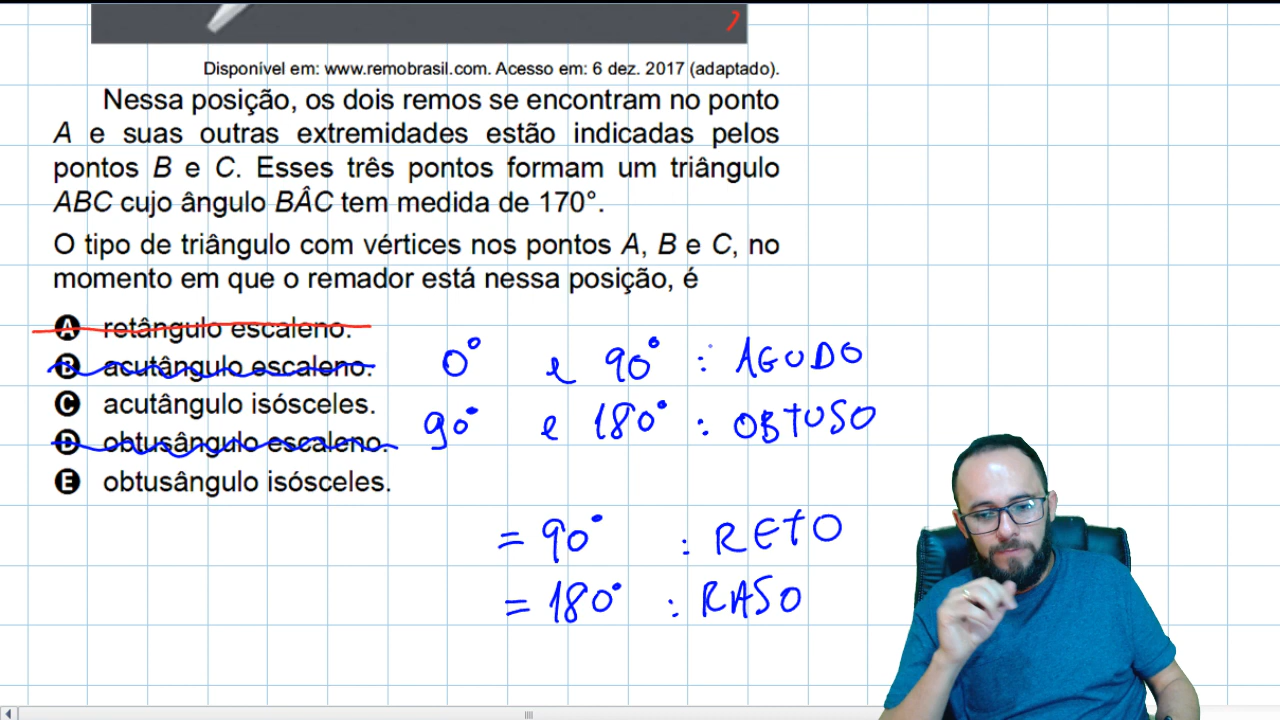 Disponível em: www.remobrasil.com. Acesso em: 6 dez. 2017 (adaptado).
Nessa posição, os dois remos se encontram no ponto
A e suas outras extremidades estão indicadas pelos
pontos B e C. Esses três pontos formam um triângulo
ABC cujo ângulo BÂC tem medida de 170°.
O tipo de triângulo com vértices nos pontos A, B e C, no
momento em que o remador está nessa posição, é
A retângulo escaleno.
B acutângulo escaleno.
C acutângulo isósceles.
D obtusângulo escaleno.
E obtusângulo isósceles.
0° e 90° : AGUDO
90° e 180° : OBTUSO
= 90° : RETO
= 180° : RASO